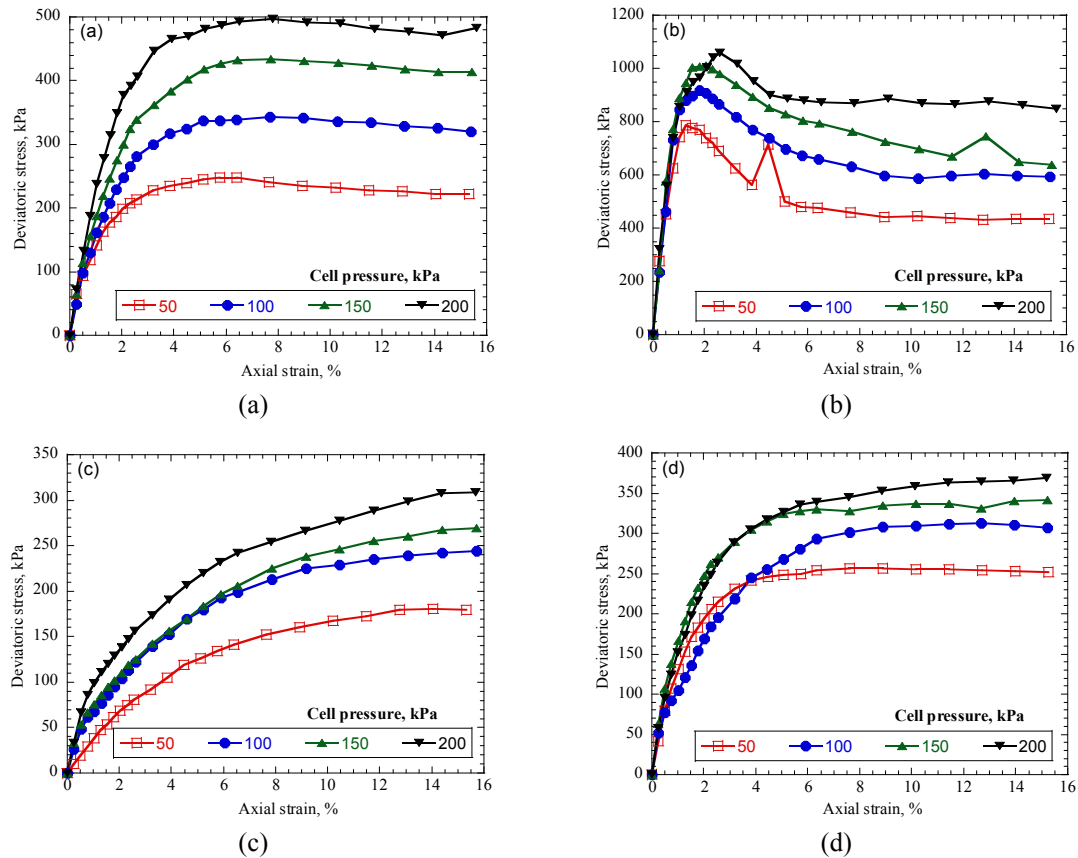 (a)
500
400
300
200
100
0
Deviatoric stress, kPa
Cell pressure, kPa
50 100 150 200
0 2 4 6 8 10 12 14 16
Axial strain, %
(a)
(b)
1200
1000
800
600
400
200
0
Deviatoric stress, kPa
Cell pressure, kPa
50 100 150 200
0 2 4 6 8 10 12 14 16
Axial strain, %
(b)
(c)
350
300
250
200
150
100
50
0
Deviatoric stress, kPa
Cell pressure, kPa
50 100 150 200
0 2 4 6 8 10 12 14 16
Axial strain, %
(c)
(d)
400
350
300
250
200
150
100
50
0
Deviatoric stress, kPa
Cell pressure, kPa
50 100 150 200
0 2 4 6 8 10 12 14 16
Axial strain, %
(d)